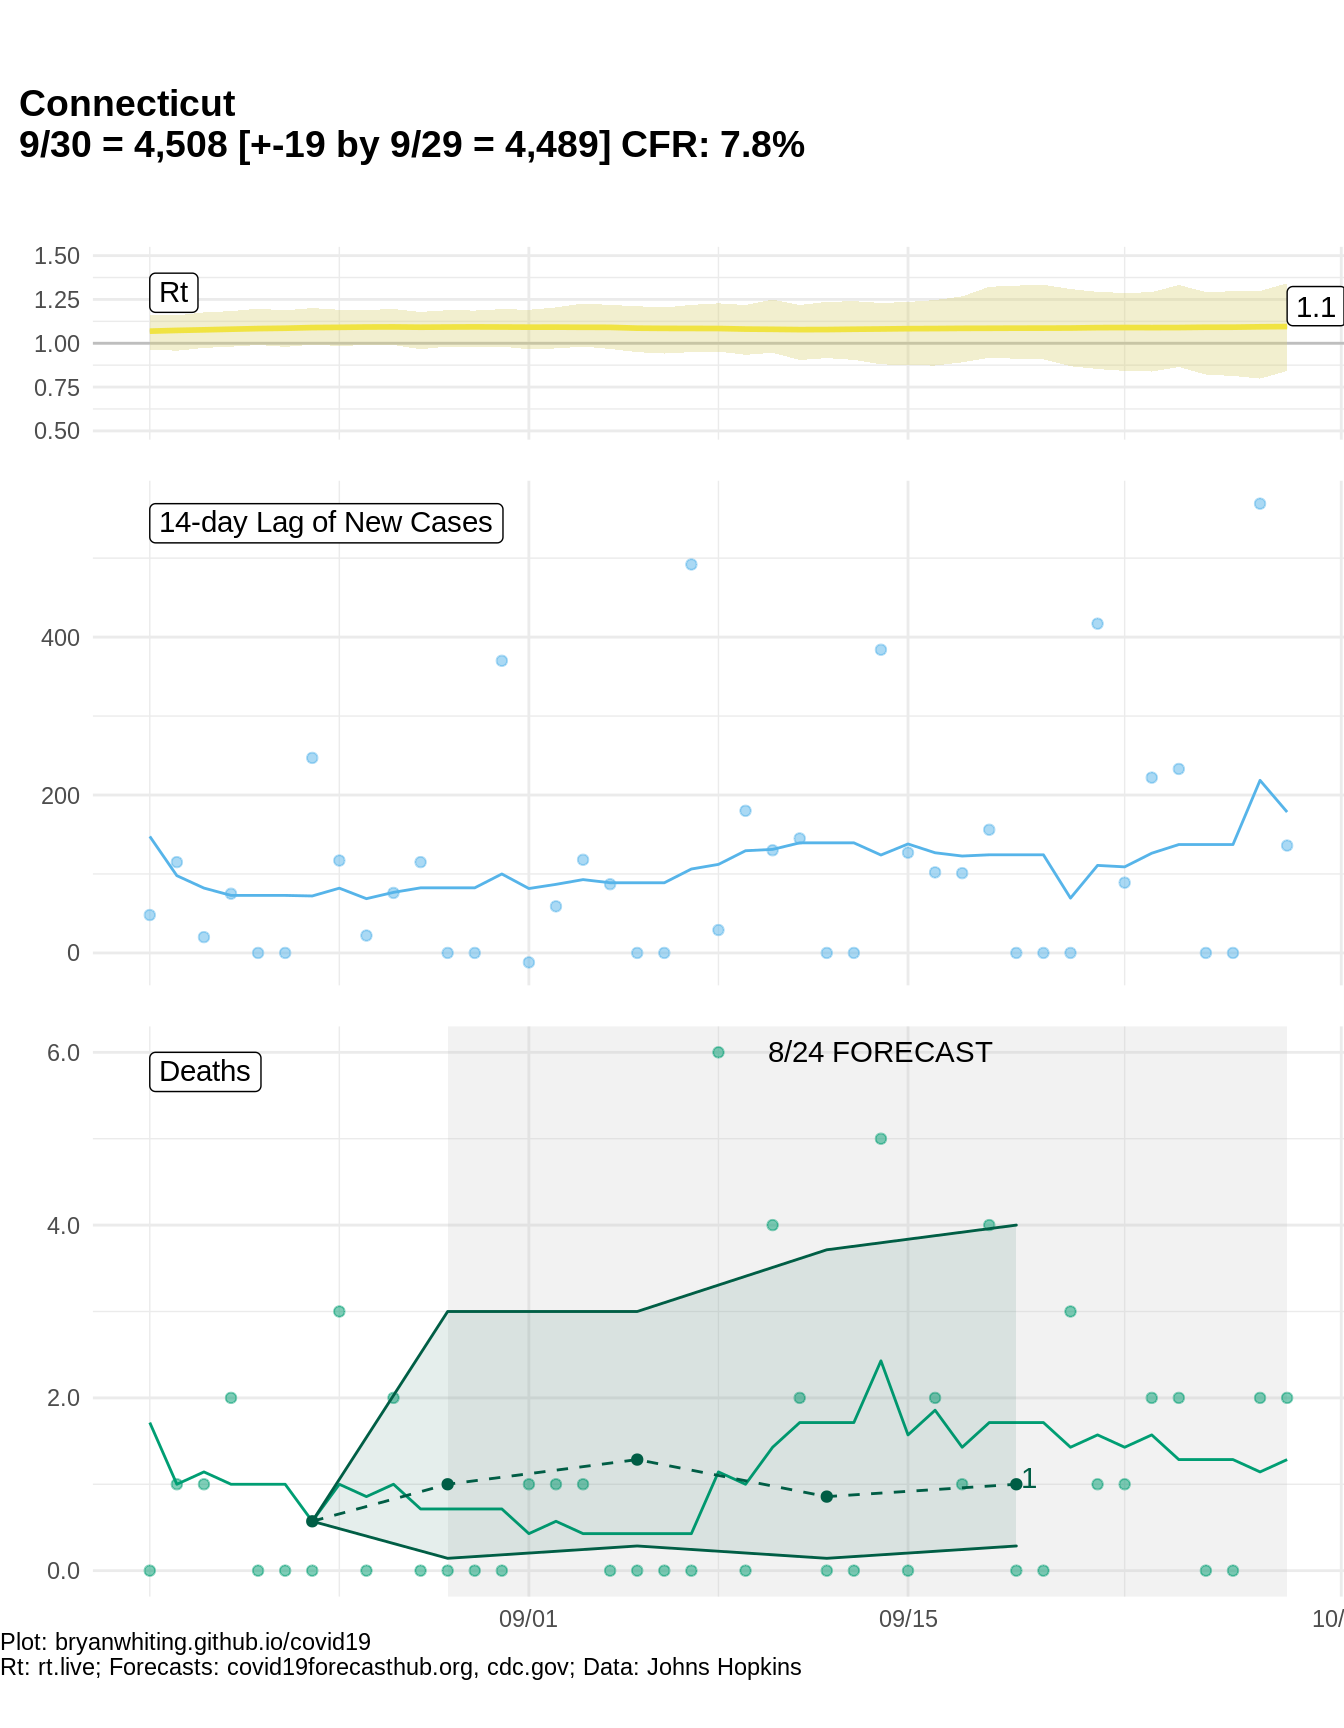 Connecticut
9/30 = 4,508 [+-19 by 9/29 = 4,489] CFR: 7.8%
1.50
Rt
1.25
1.1
1.00
0.75
0.50
14-day Lag of New Cases
400
200
0
6.0
8/24 FORECAST
Deaths
4.0
2.0
1
0.0
09/01
09/15
10/
Plot: bryanwhiting.github.io/covid19
Rt: rt.live; Forecasts: covid19forecasthub.org, cdc.gov; Data: Johns Hopkins